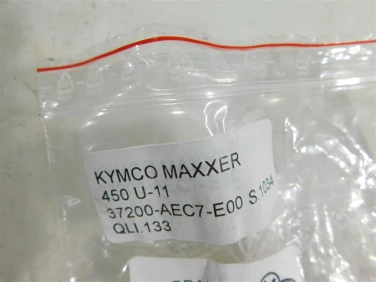 KYMCO MAXXER
450 U-11
37200-AEC7-E00 S.1034
QLI.133